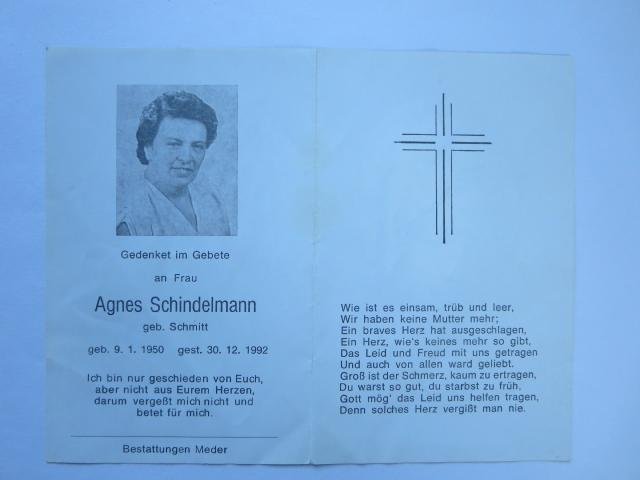 Gedenket im Gebete
an Frau
Agnes Schindelmann
geb. Schmitt
geb. 9. 1. 1950 gest. 30. 12. 1992
Ich bin nur geschieden von Euch,
aber nicht aus Eurem Herzen,
darum vergeßt mich nicht und
betet für mich.
Bestattungen Meder
Wie ist es einsam, trüb und leer,
Wir haben keine Mutter mehr;
Ein braves Herz hat ausgeschlagen,
Ein Herz, wie's keines mehr so gibt,
Das Leid und Freud mit uns getragen
Und auch von allen ward geliebt.
Groß ist der Schmerz, kaum zu ertragen,
Du warst so gut, du starbst zu früh,
Gott mög' das Leid uns helfen tragen,
Denn solches Herz vergißt man nie.